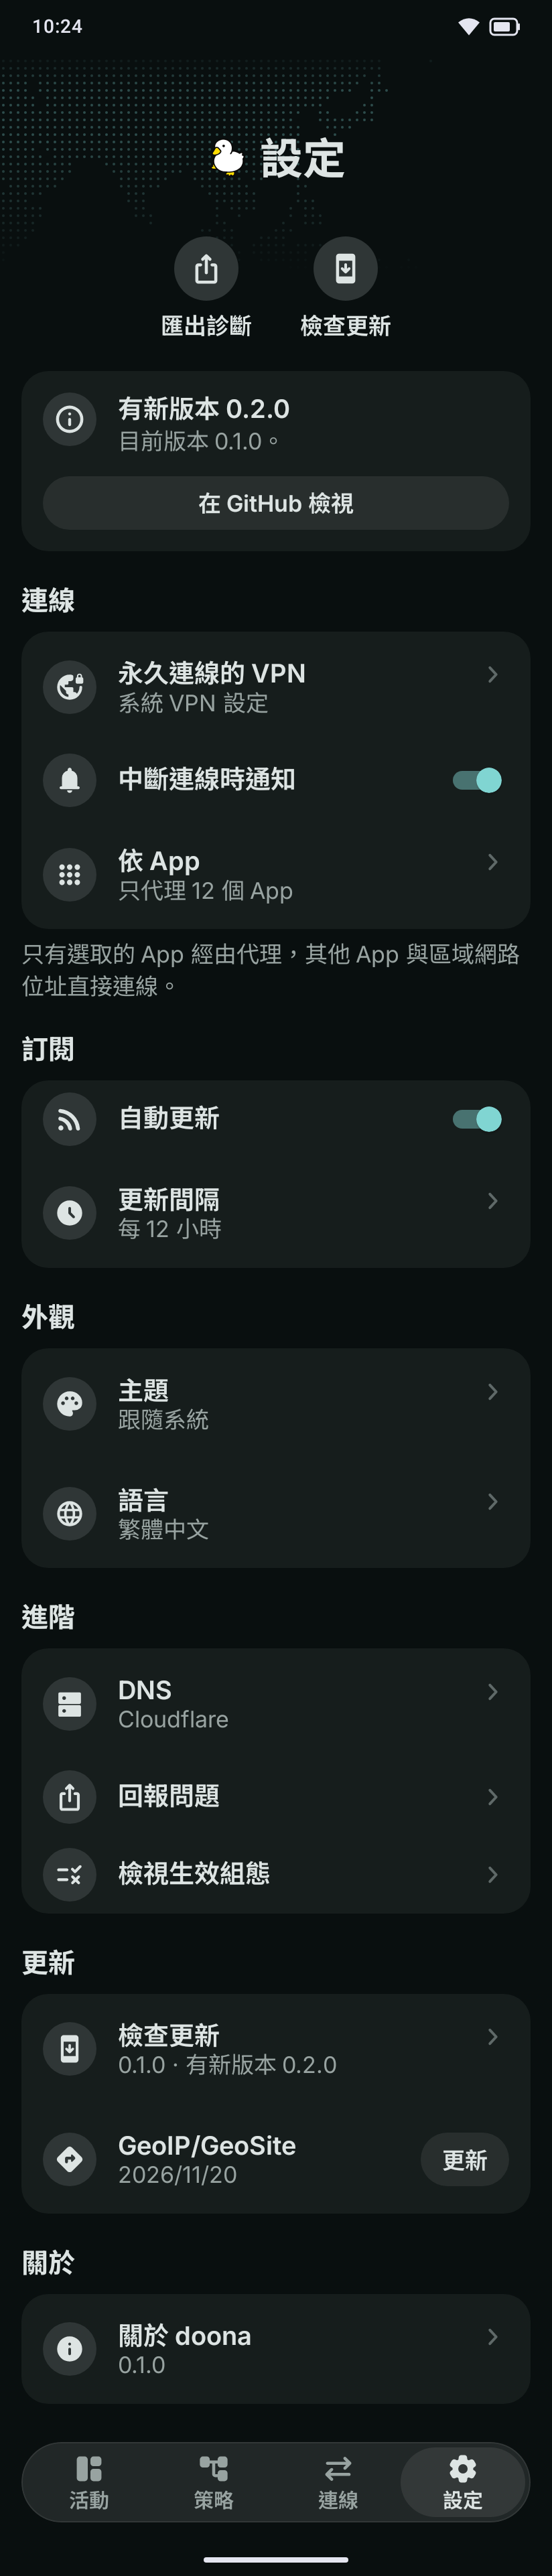 10:24
設定
匯出診斷
檢查更新
有新版本 0.2.0
目前版本 0.1.0。
在 GitHub 檢視
連線
永久連線的 VPN
系統 VPN 設定
中斷連線時通知
依 App
只代理 12 個 App
只有選取的 App 經由代理，其他 App 與區域網路
位址直接連線。
訂閱
自動更新
更新間隔
每 12 小時
外觀
主題
跟隨系統
語言
繁體中文
進階
DNS
Cloudflare
回報問題
檢視生效組態
更新
檢查更新
0.1.0 · 有新版本 0.2.0
GeoIP/GeoSite
2026/11/20
更新
關於
關於 doona
0.1.0
活動
策略
連線
設定